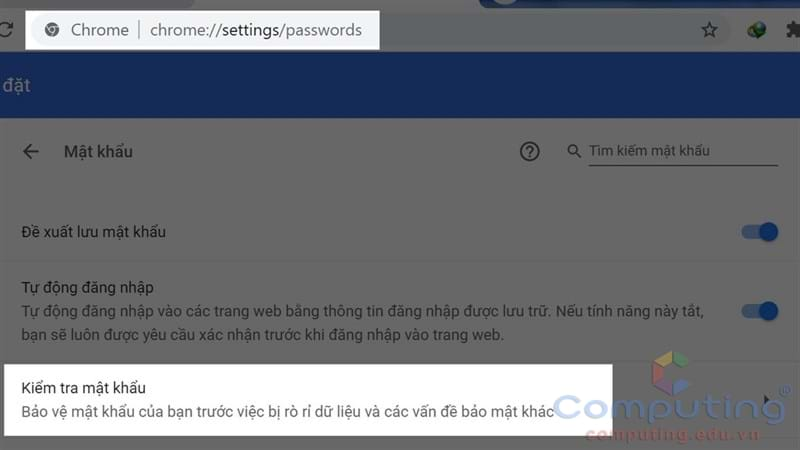 Chrome | chrome://settings/passwords
đặt
Mật khẩu
Tìm kiếm mật khẩu
Đề xuất lưu mật khẩu
Tự động đăng nhập
Tự động đăng nhập vào các trang web bằng thông tin đăng nhập được lưu trữ. Nếu tính năng này tắt,
bạn sẽ luôn được yêu cầu xác nhận trước khi đăng nhập vào trang web.
Kiểm tra mật khẩu
Bảo vệ mật khẩu của bạn trước việc bị rò rỉ dữ liệu và các vấn đề bảo mật khác
Computing®
computing.edu.vn